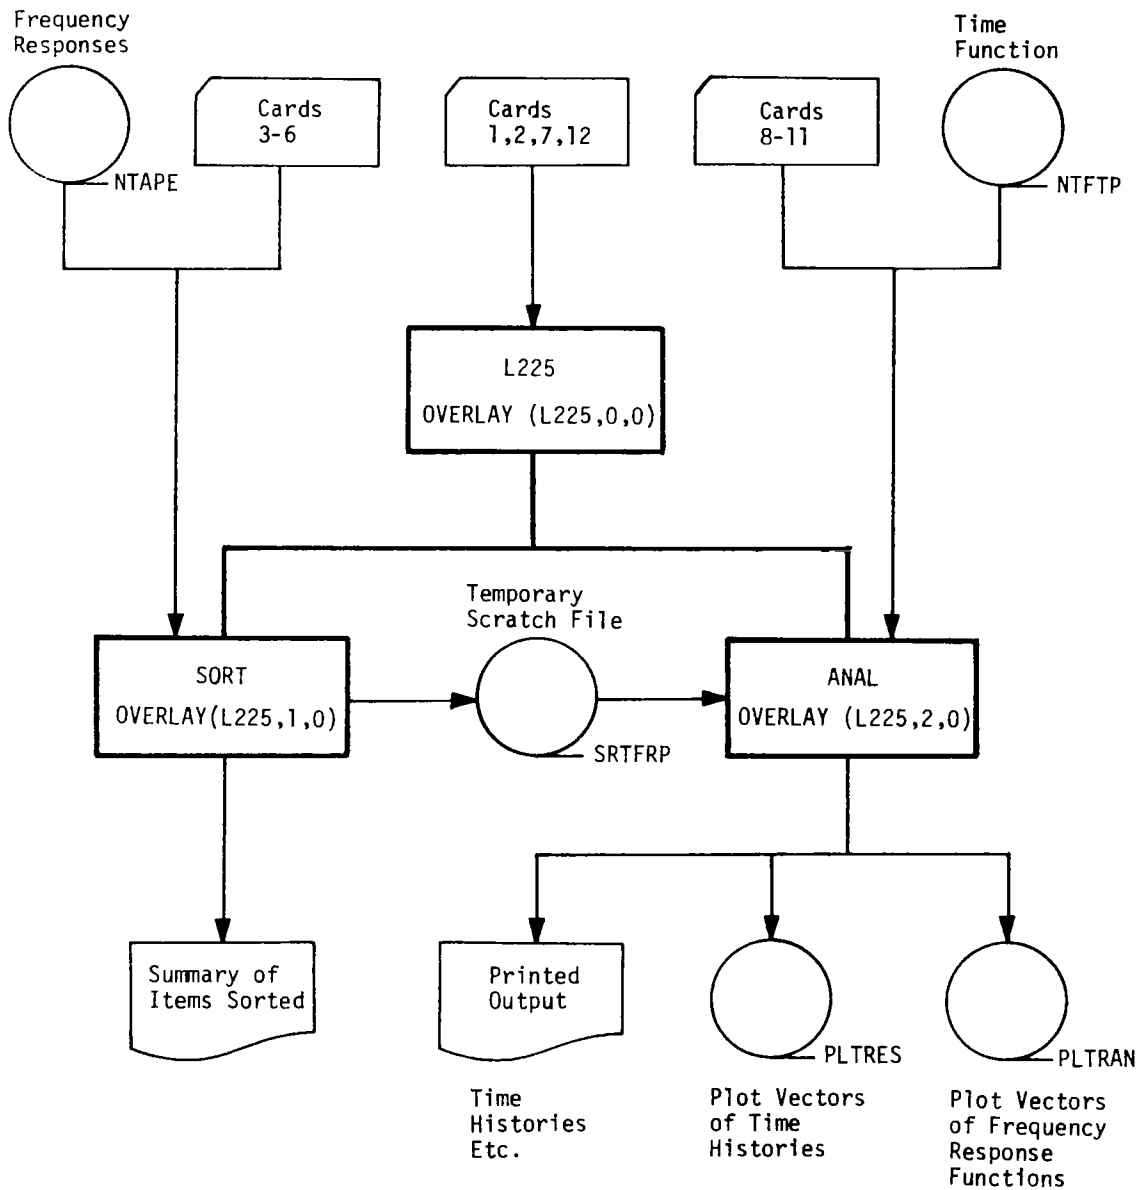 Frequency
Responses
Time
Function
Cards
3-6
Cards
1,2,7,12
Cards
8-11
NTAPE
NTFTP
L225
OVERLAY (L225,0,0)
Temporary
Scratch File
SORT
OVERLAY(L225,1,0)
ANAL
OVERLAY (L225,2,0)
SRTFRP
Summary of
Items Sorted
Printed
Output
PLTRES
PLTRAN
Time
Histories
Etc.
Plot Vectors
of Time
Histories
Plot Vectors
of Frequency
Response
Functions